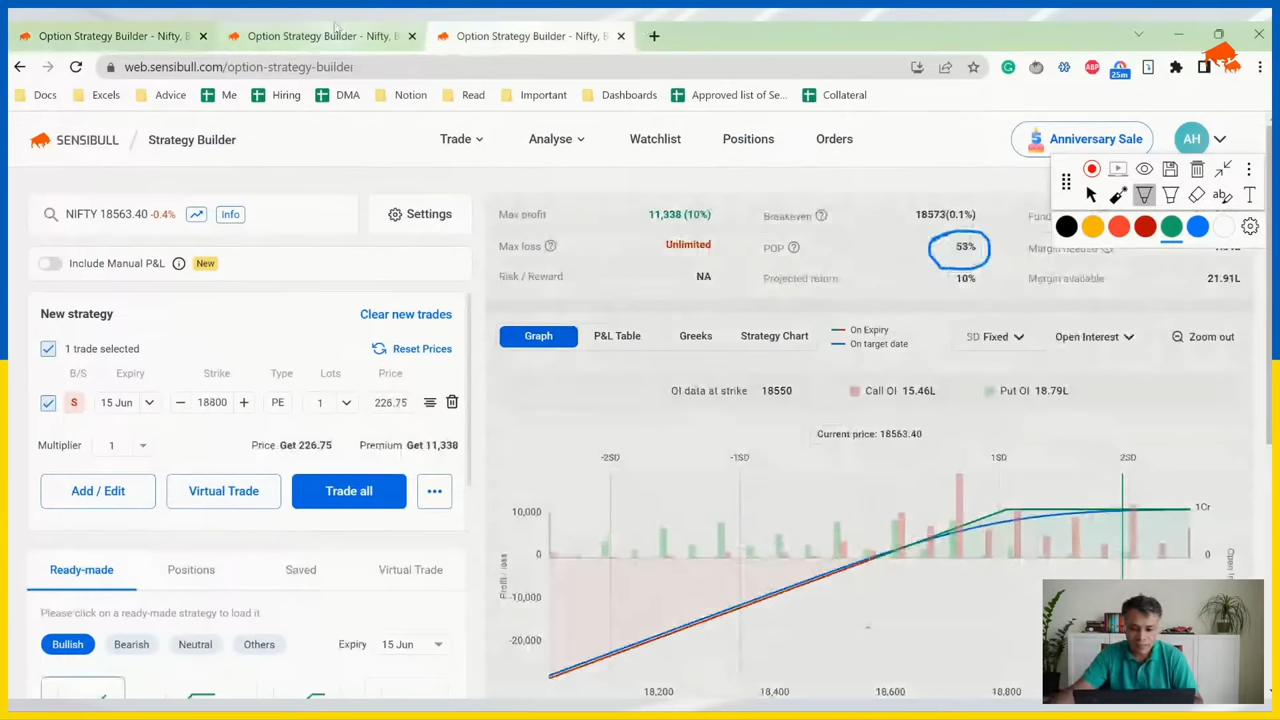 Option Strategy Builder - Nifty, B
Option Strategy Builder - Nifty, B
Option Strategy Builder - Nifty, B
web.sensibull.com/option-strategy-builder
ABP
25m
Docs
Excels
Advice
Me
Hiring
DMA
Notion
Read
Important
Dashboards
Approved list of Se...
Collateral
SENSIBULL
Strategy Builder
Trade
Analyse
Watchlist
Positions
Orders
5
Anniversary Sale
AH
NIFTY 18563.40 -0.4%
Info
Settings
Include Manual P&L
New
Max profit
11,338 (10%)
Max loss
Unlimited
Risk / Reward
NA
Breakeven
18573(0.1%)
POP
53%
Projected return
10%
Margin available
21.91L
New strategy
Clear new trades
1 trade selected
Reset Prices
B/S Expiry Strike Type Lots Price
S 15 Jun − 18800 + PE 1 226.75
Multiplier 1
Price Get 226.75
Premium Get 11,338
Add / Edit
Virtual Trade
Trade all
...
Graph
P&L Table
Greeks
Strategy Chart
On Expiry
On target date
SD Fixed
Open Interest
Zoom out
OI data at strike 18550
Call OI 15.46L
Put OI 18.79L
Current price: 18563.40
-2SD
-1SD
1SD
2SD
10,000
0
-10,000
-20,000
Profit / loss
1Cr
0
18,200
18,400
18,600
18,800
Ready-made
Positions
Saved
Virtual Trade
Please click on a ready-made strategy to load it
Bullish
Bearish
Neutral
Others
Expiry 15 Jun